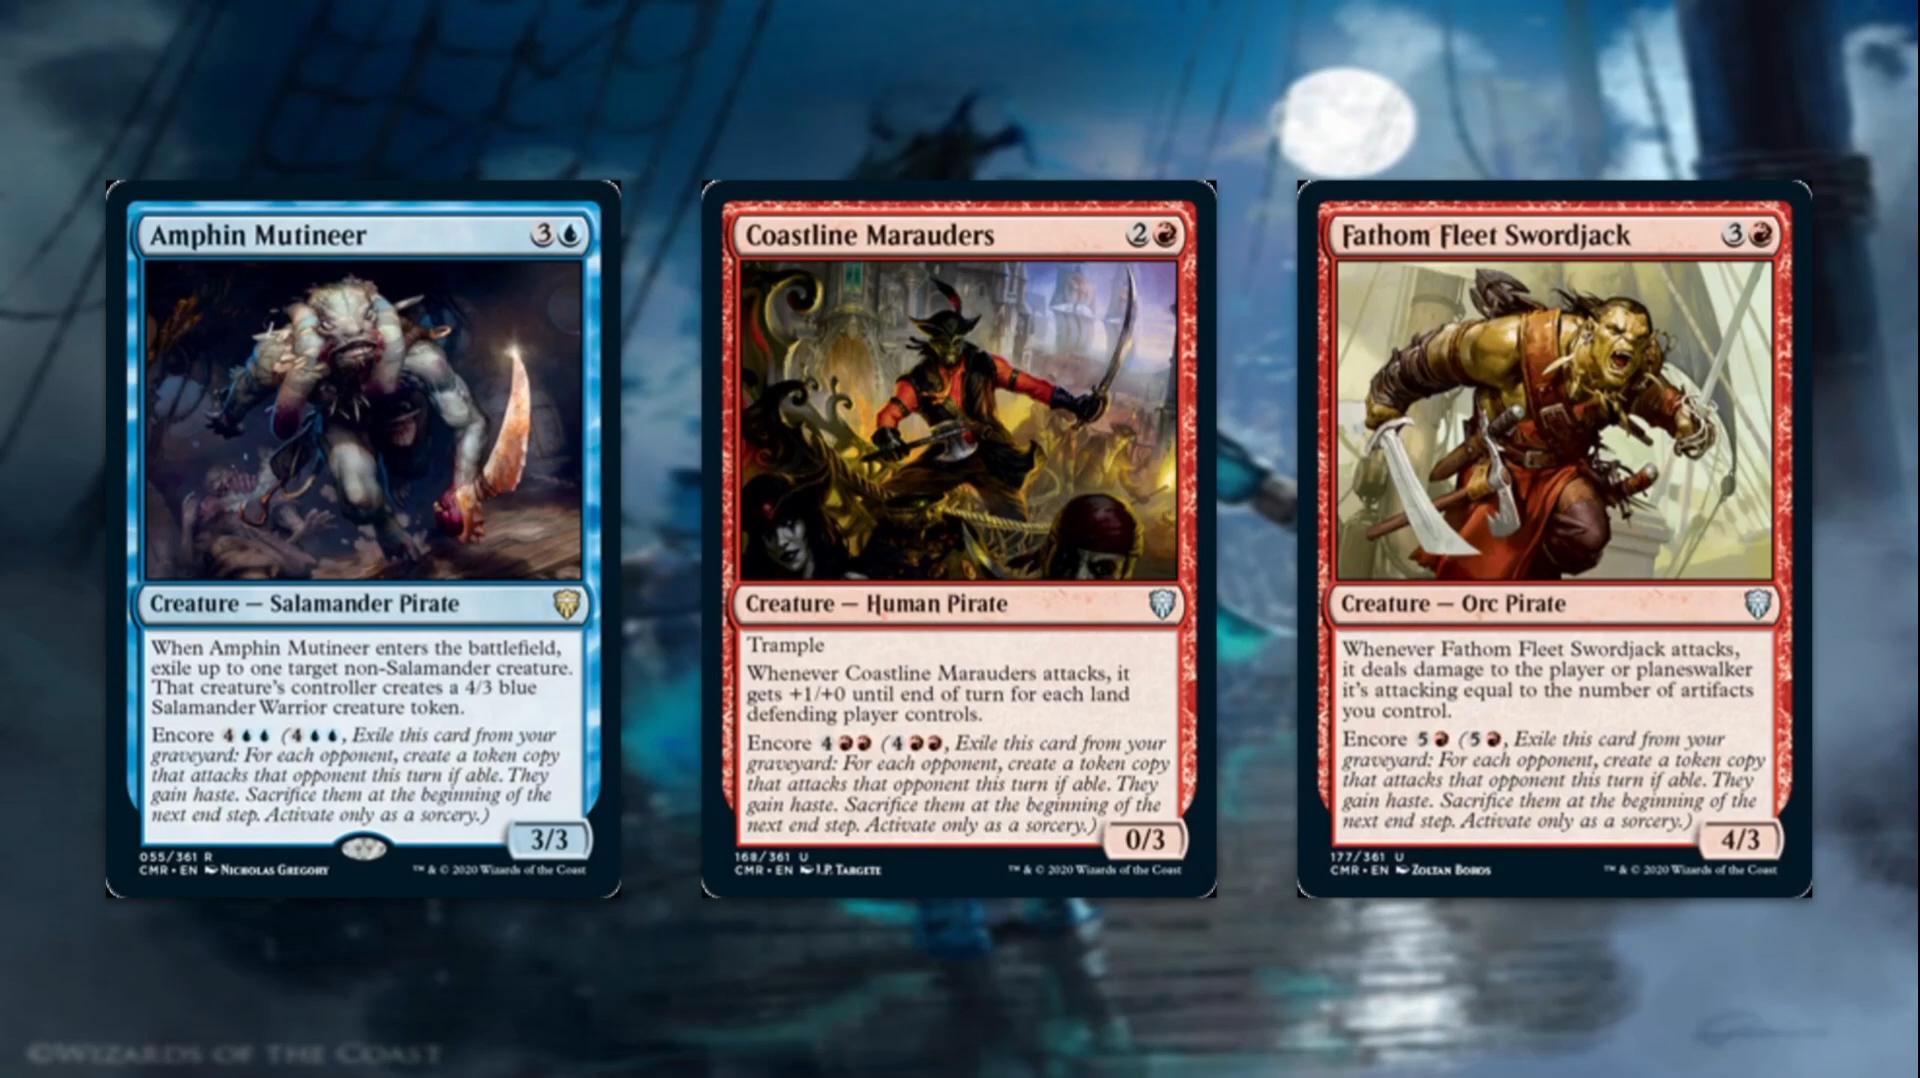 Amphin Mutineer 3
Creature — Salamander Pirate
When Amphin Mutineer enters the battlefield,
exile up to one target non-Salamander creature.
That creature's controller creates a 4/3 blue
Salamander Warrior creature token.
Encore 4 (4, Exile this card from your
graveyard: For each opponent, create a token copy
that attacks that opponent this turn if able. They
gain haste. Sacrifice them at the beginning of the
next end step. Activate only as a sorcery.)
3/3
055/361 R
CMR • EN Nicholas Gregory
™ & © 2020 Wizards of the Coast
Coastline Marauders 2
Creature — Human Pirate
Trample
Whenever Coastline Marauders attacks, it
gets +1/+0 until end of turn for each land
defending player controls.
Encore 4 (4, Exile this card from your
graveyard: For each opponent, create a token copy
that attacks that opponent this turn if able. They
gain haste. Sacrifice them at the beginning of the
next end step. Activate only as a sorcery.)
0/3
168/361 U
CMR • EN J.P. Targete
™ & © 2020 Wizards of the Coast
Fathom Fleet Swordjack 3
Creature — Orc Pirate
Whenever Fathom Fleet Swordjack attacks,
it deals damage to the player or planeswalker
it's attacking equal to the number of artifacts
you control.
Encore 5 (5, Exile this card from your
graveyard: For each opponent, create a token copy
that attacks that opponent this turn if able. They
gain haste. Sacrifice them at the beginning of the
next end step. Activate only as a sorcery.)
4/3
177/361 U
CMR • EN Zoltan Boros
™ & © 2020 Wizards of the Coast
©Wizards of the Coast